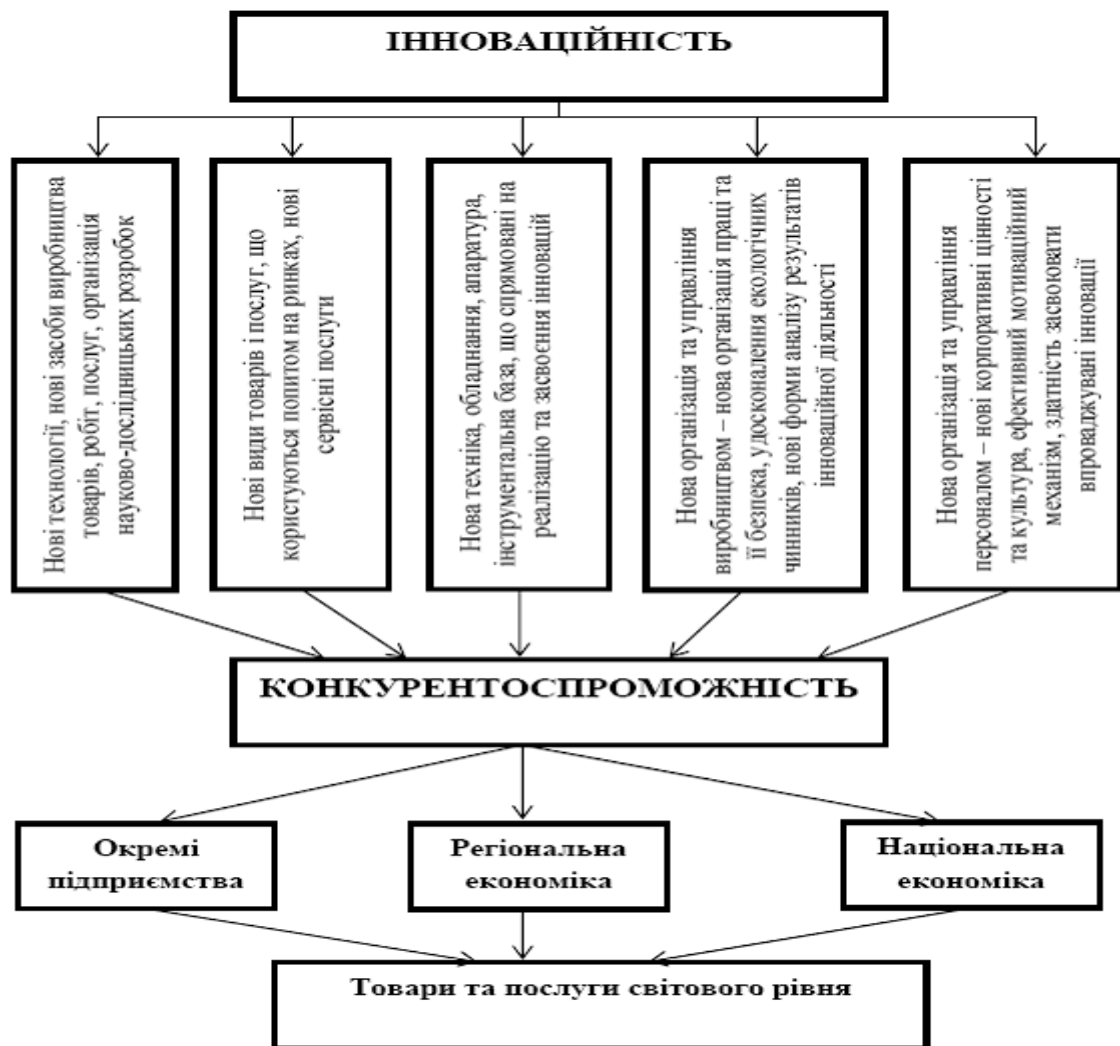 ІННОВАЦІЙНІСТЬ
Нові технології, нові засоби виробництва
товарів, робіт, послуг, організація
науково-дослідницьких розробок
Нові види товарів і послуг, що
користуються попитом на ринках, нові
сервісні послуги
Нова техніка, обладнання, апаратура,
інструментальна база, що спрямовані на
реалізацію та засвоєння інновацій
Нова організація та управління
виробництвом – нова організація праці та
її безпека, удосконалення екологічних
чинників, нові форми аналізу результатів
інноваційної діяльності
Нова організація та управління
персоналом – нові корпоративні цінності
та культура, ефективний мотиваційний
механізм, здатність засвоювати
впроваджувані інновації
КОНКУРЕНТОСПРОМОЖНІСТЬ
Окремі
підприємства
Регіональна
економіка
Національна
економіка
Товари та послуги світового рівня